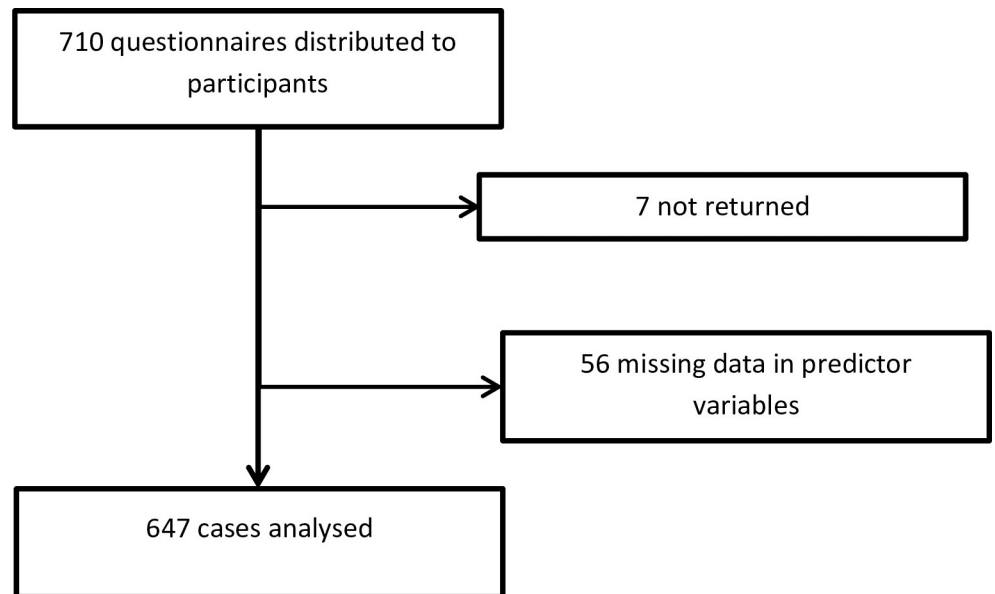 710 questionnaires distributed to
participants
7 not returned
56 missing data in predictor
variables
647 cases analysed